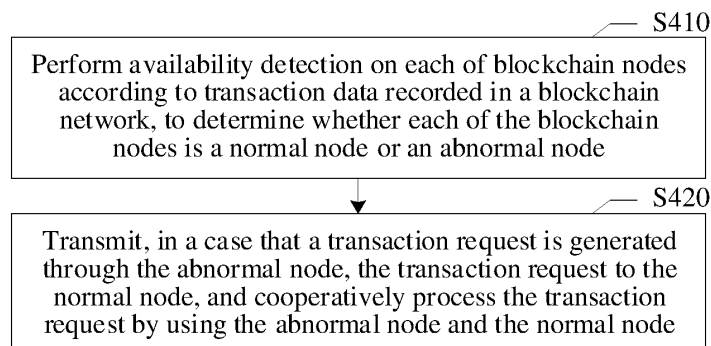 S410
Perform availability detection on each of blockchain nodes
according to transaction data recorded in a blockchain
network, to determine whether each of the blockchain
nodes is a normal node or an abnormal node
S420
Transmit, in a case that a transaction request is generated
through the abnormal node, the transaction request to the
normal node, and cooperatively process the transaction
request by using the abnormal node and the normal node